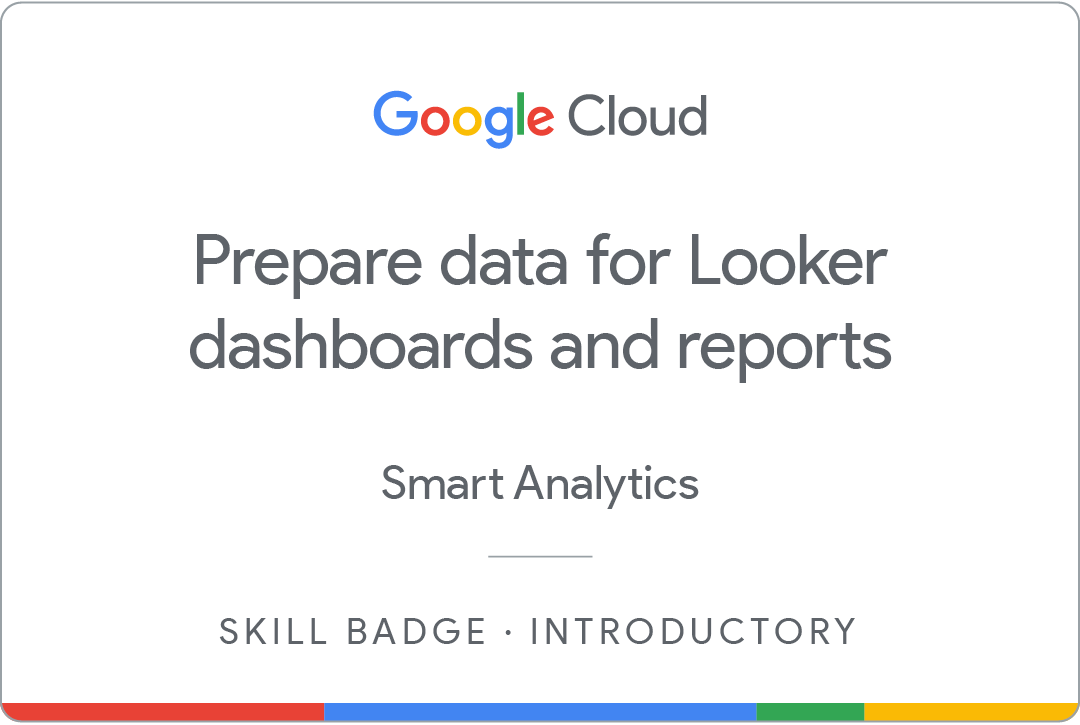 Google Cloud
Prepare data for Looker
dashboards and reports
Smart Analytics
SKILL BADGE · INTRODUCTORY